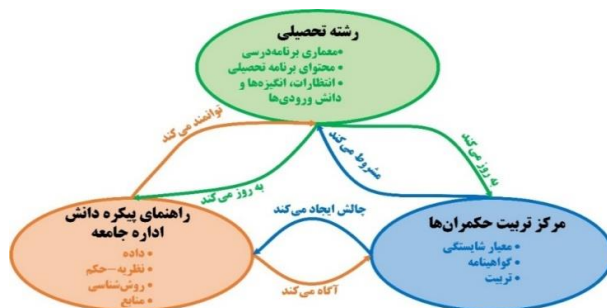 رشته تحصیلی
•معماری برنامه‌درسی
•محتوای برنامه تحصیلی
•انتظارات، انگیزه‌ها و
دانش ورودی‌ها
توانمند می‌کند
به روز می‌کند
مشروط می‌کند
به روز می‌کند
راهنمای پیکره دانش
اداره جامعه
•داده
•نظریه-حکم
•روش‌شناسی
•منابع
چالش ایجاد می‌کند
آگاه می‌کند
مرکز تربیت حکمران‌ها
•معیار شایستگی
•گواهینامه
•تربیت